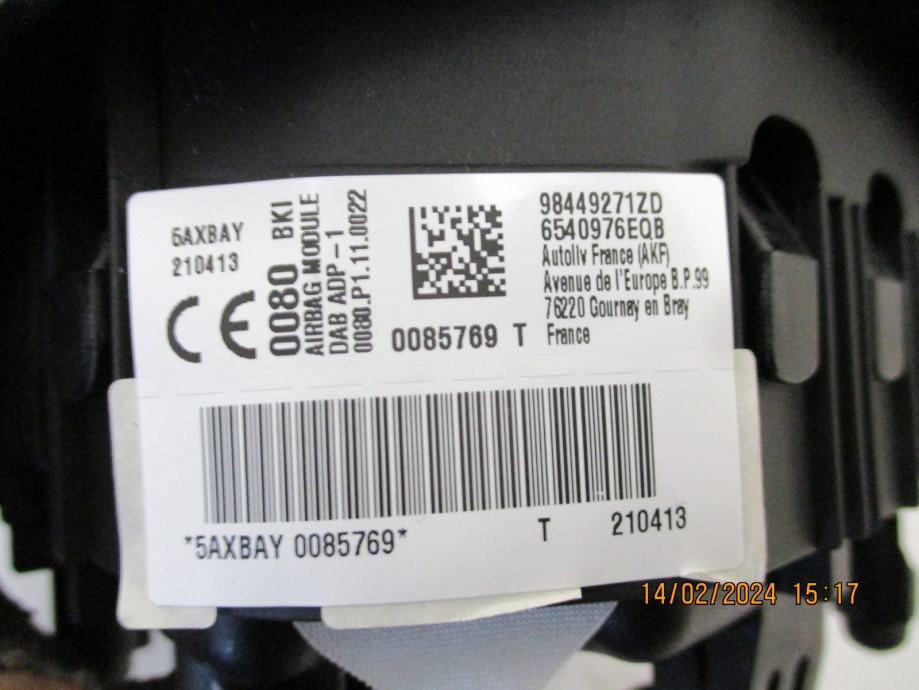 5AXBAY
210413
CE
0080 BKI
AIRBAG MODULE
DAB ADP-1
0080.P1.11.0022
0085769 T
98449271ZD
6540976EQB
Autoliv France (AKF)
Avenue de l'Europe B.P.99
76220 Gournay en Bray
France
*5AXBAY 0085769*
T
210413
14/02/2024 15:17